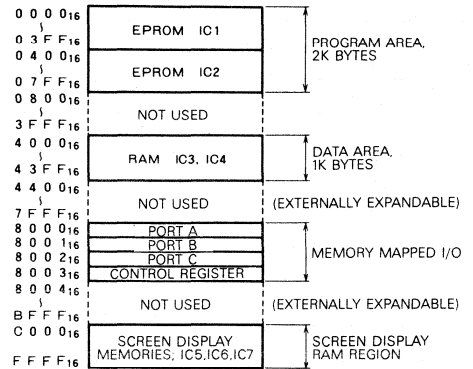 0 0 0 0₁₆
∫
0 3 F F₁₆
EPROM IC1
0 4 0 0₁₆
∫
0 7 F F₁₆
EPROM IC2
PROGRAM AREA,
2K BYTES
0 8 0 0₁₆
∫
3 F F F₁₆
NOT USED
4 0 0 0₁₆
∫
4 3 F F₁₆
RAM IC3, IC4
DATA AREA,
1K BYTES
4 4 0 0₁₆
∫
7 F F F₁₆
NOT USED
(EXTERNALLY EXPANDABLE)
8 0 0 0₁₆
PORT A
8 0 0 1₁₆
PORT B
8 0 0 2₁₆
PORT C
8 0 0 3₁₆
CONTROL REGISTER
MEMORY MAPPED I/O
8 0 0 4₁₆
∫
B F F F₁₆
NOT USED
(EXTERNALLY EXPANDABLE)
C 0 0 0₁₆
F F F F₁₆
SCREEN DISPLAY
MEMORIES; IC5,IC6,IC7
SCREEN DISPLAY
RAM REGION